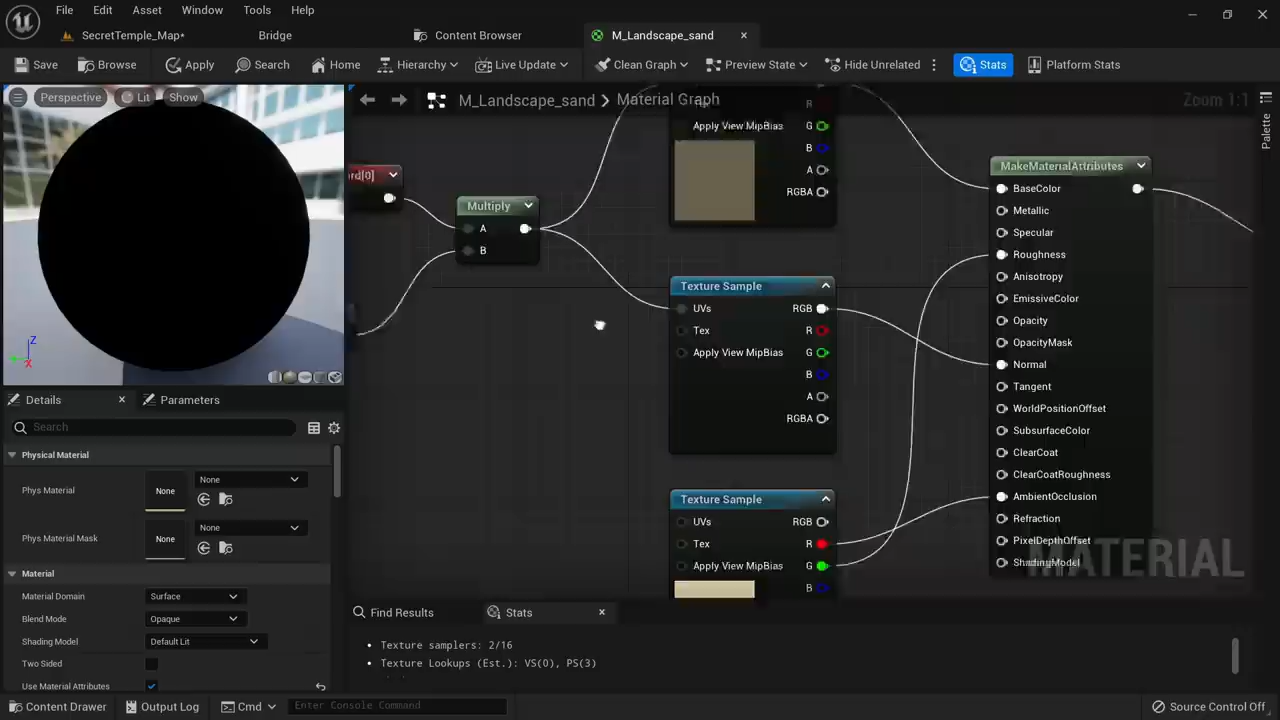 File Edit Asset Window Tools Help
SecretTemple_Map* Bridge Content Browser M_Landscape_sand
Save Browse Apply Search Home Hierarchy Live Update Clean Graph Preview State Hide Unrelated Stats Platform Stats
Perspective Lit Show
M_Landscape_sand Material Graph Zoom 1:1
Palette
R
Apply View MipBias G
B
A
RGBA
rd[0]
Multiply
A
B
Texture Sample
UVs RGB
Tex R
Apply View MipBias G
B
A
RGBA
Texture Sample
UVs RGB
Tex R
Apply View MipBias G
B
MakeMaterialAttributes
BaseColor
Metallic
Specular
Roughness
Anisotropy
EmissiveColor
Opacity
OpacityMask
Normal
Tangent
WorldPositionOffset
SubsurfaceColor
ClearCoat
ClearCoatRoughness
AmbientOcclusion
Refraction
PixelDepthOffset
ShadingModel
MATERIAL
Z
X
Details Parameters
Search
Physical Material
Phys Material None None
Phys Material Mask None None
Material
Material Domain Surface
Blend Mode Opaque
Shading Model Default Lit
Two Sided
Use Material Attributes
Find Results Stats
Texture samplers: 2/16
Texture Lookups (Est.): VS(0), PS(3)
Content Drawer Output Log Cmd Enter Console Command Source Control Off